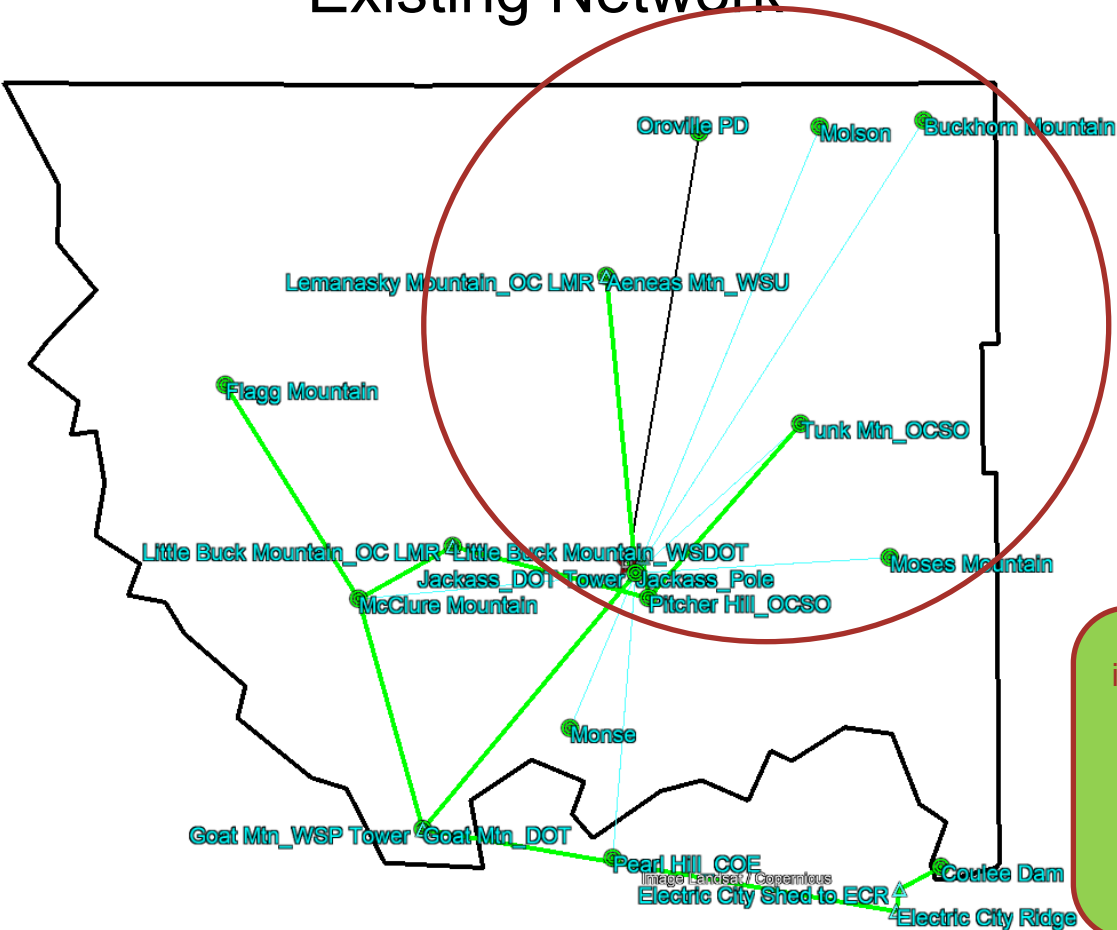 Existing Network
Oroville PD
Molson
Buckhorn Mountain
Lemanasky Mountain_OC LMR
Aeneas Mtn_WSU
Flagg Mountain
Tunk Mtn_OCSO
Little Buck Mountain_OC LMR
Little Buck Mountain_WSDOT
Moses Mountain
Jackass_DOT Tower
Jackass_Pole
McClure Mountain
Pitcher Hill_OCSO
Monse
Goat Mtn_WSP Tower
Goat Mtn_DOT
Pearl Hill_COE
Coulee Dam
Image Landsat / Copernicus
Electric City Shed to ECR
Electric City Ridge